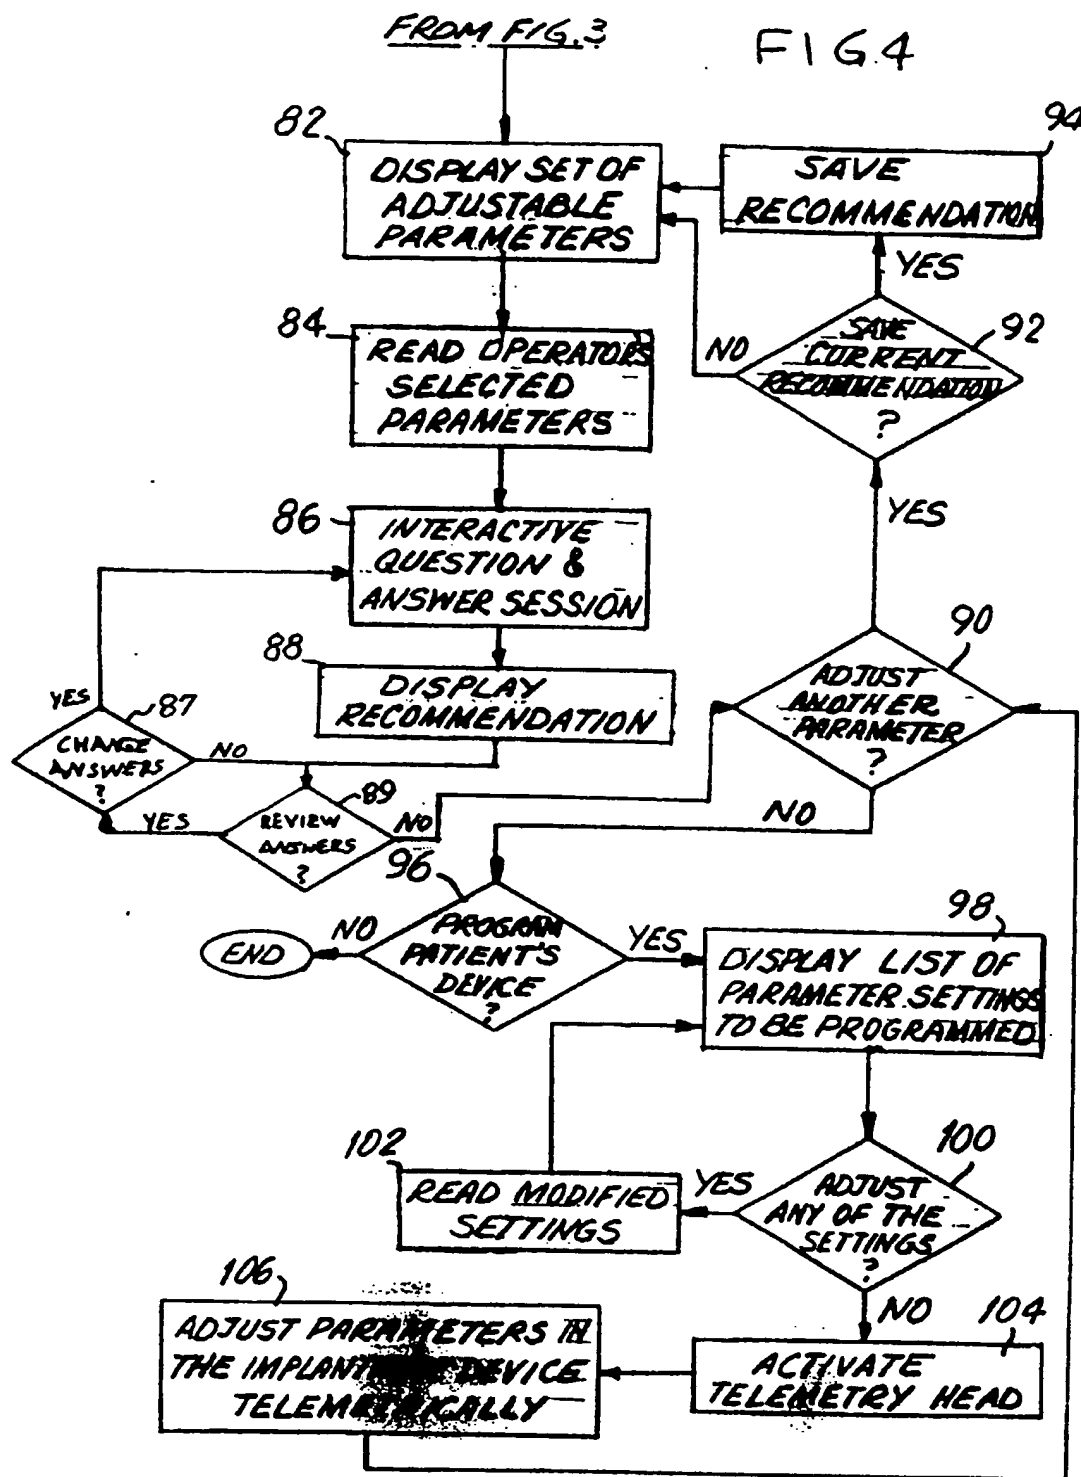 FROM FIG.3
FIG.4
82
DISPLAY SET OF
ADJUSTABLE
PARAMETERS
94
SAVE
RECOMMENDATION
YES
84
READ OPERATORS
SELECTED
PARAMETERS
92
SAVE
CURRENT
RECOMMENDATION
?
NO
YES
86
INTERACTIVE
QUESTION &
ANSWER SESSION
88
DISPLAY
RECOMMENDATION
90
ADJUST
ANOTHER
PARAMETER
?
YES
87
CHANGE
ANSWERS
?
NO
YES
89
REVIEW
ANSWERS
?
NO
NO
96
PROGRAM
PATIENT'S
DEVICE
?
NO
END
YES
98
DISPLAY LIST OF
PARAMETER SETTINGS
TO BE PROGRAMMED
100
ADJUST
ANY OF THE
SETTINGS
?
YES
102
READ MODIFIED
SETTINGS
NO
104
ACTIVATE
TELEMETRY HEAD
106
ADJUST PARAMETERS IN
THE DEVICE
TELEMETRICALLY